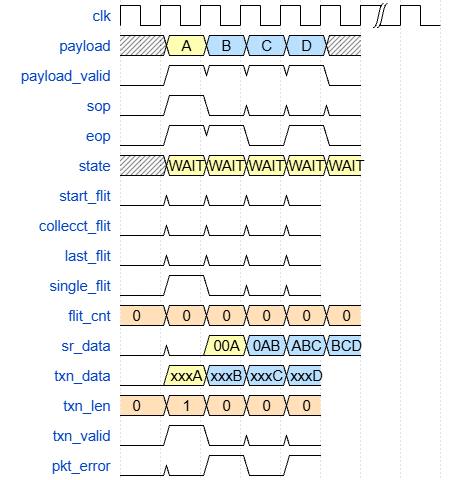 clk
payload A B C D
payload_valid
sop
eop
state WAIT WAIT WAIT WAIT WAIT
start_flit
collecct_flit
last_flit
single_flit
flit_cnt 0 0 0 0 0 0
sr_data 00A 0AB ABC BCD
txn_data xxxA xxxB xxxC xxxD
txn_len 0 1 0 0 0
txn_valid
pkt_error